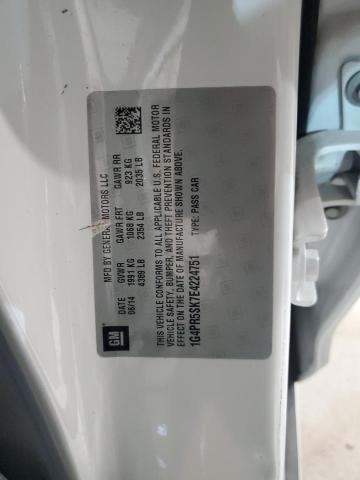 MFD BY GENERAL MOTORS LLC
DATE GVWR GAWR FRT GAWR RR
06/14 1991 KG 1068 KG 923 KG
4389 LB 2354 LB 2035 LB
THIS VEHICLE CONFORMS TO ALL APPLICABLE U.S. FEDERAL MOTOR
VEHICLE SAFETY, BUMPER, AND THEFT PREVENTION STANDARDS IN
EFFECT ON THE DATE OF MANUFACTURE SHOWN ABOVE.
1G4PR5SK7E4224751 TYPE: PASS CAR
GM